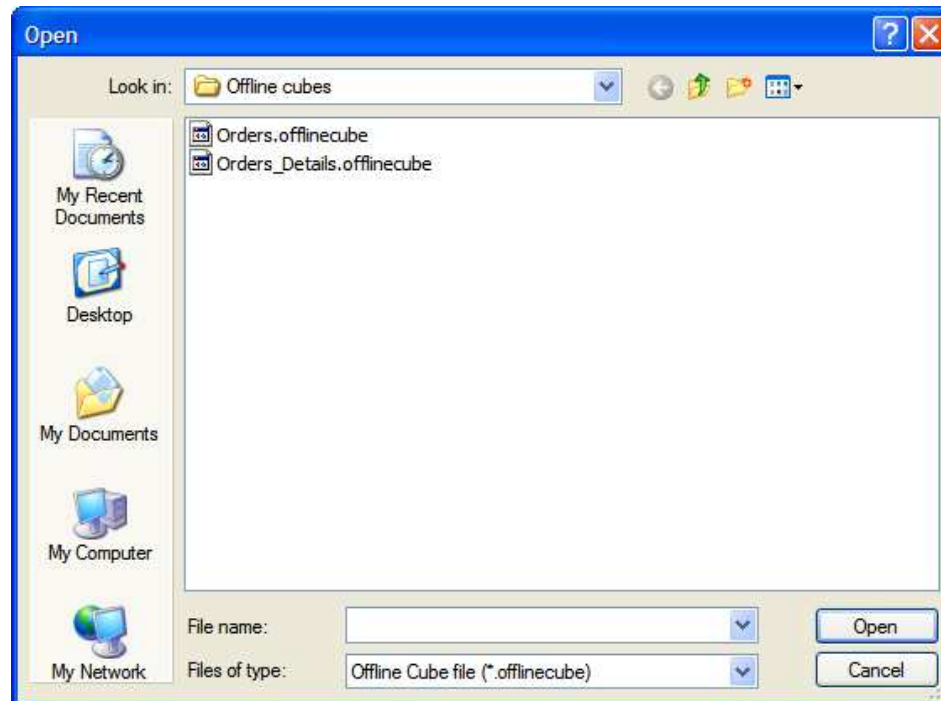 Open
Look in: Offline cubes
Orders.offlinecube
Orders_Details.offlinecube
My Recent
Documents
Desktop
My Documents
My Computer
My Network
File name:
Open
Files of type: Offline Cube file (*.offlinecube)
Cancel